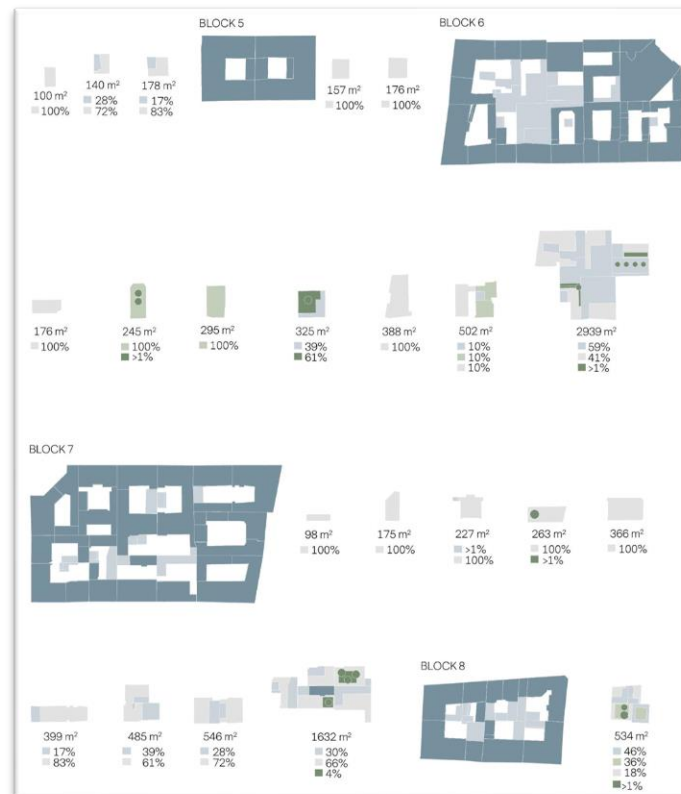 BLOCK 5
BLOCK 6
100 m²
100%
140 m²
28%
72%
178 m²
17%
83%
157 m²
100%
176 m²
100%
176 m²
100%
245 m²
100%
>1%
295 m²
100%
325 m²
39%
61%
388 m²
100%
502 m²
10%
10%
10%
2939 m²
59%
41%
>1%
BLOCK 7
98 m²
100%
175 m²
100%
227 m²
>1%
100%
263 m²
100%
>1%
366 m²
100%
399 m²
17%
83%
485 m²
39%
61%
546 m²
28%
72%
1632 m²
30%
66%
4%
BLOCK 8
534 m²
46%
36%
18%
>1%